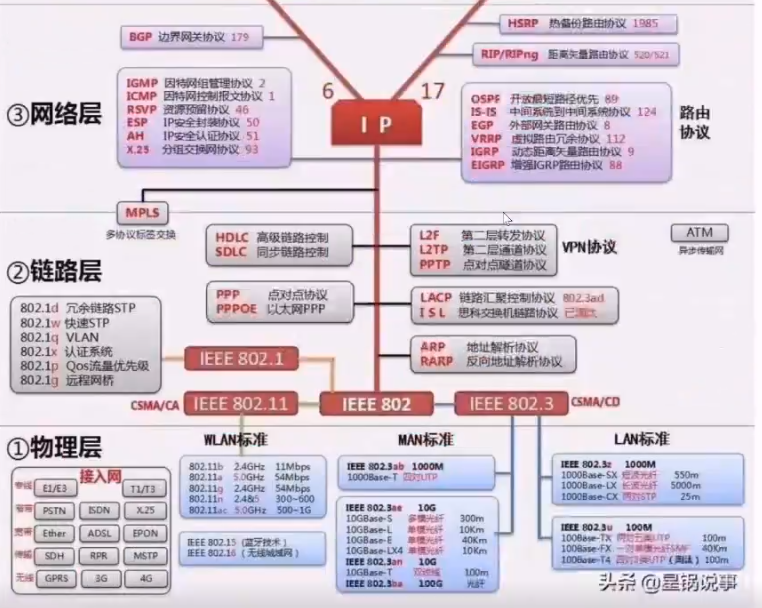 BGP 边界网关协议 179
HSRP 热备份路由协议 1985
RIP/RIPng 距离矢量路由协议 520/521
③网络层
IGMP 因特网组管理协议 2
ICMP 因特网控制报文协议 1
RSVP 资源预留协议 46
ESP IP安全封装协议 50
AH IP安全认证协议 51
X.25 分组交换网协议 93
6
17
IP
OSPF 开放最短路径优先 89
IS-IS 中间系统到中间系统协议 124
EGP 外部网关路由协议 8
VRRP 虚拟路由冗余协议 112
IGRP 动态距离矢量路由协议 9
EIGRP 增强IGRP路由协议 88
路由
协议
MPLS
多协议标签交换
②链路层
HDLC 高级链路控制
SDLC 同步链路控制
L2F 第二层转发协议
L2TP 第二层通道协议
PPTP 点对点隧道协议
VPN协议
ATM
异步传输网
PPP 点对点协议
PPPOE 以太网PPP
LACP 链路汇聚控制协议 802.3ad
ISL 思科交换机链路协议 已淘汰
802.1d 冗余链路STP
802.1w 快速STP
802.1q VLAN
802.1x 认证系统
802.1p Qos流量优先级
802.1g 远程网桥
ARP 地址解析协议
RARP 反向地址解析协议
IEEE 802.1
CSMA/CA
IEEE 802.11
IEEE 802
IEEE 802.3
CSMA/CD
①物理层
WLAN标准
MAN标准
LAN标准
接入网
专线 E1/E3 T1/T3
窄带 PSTN ISDN X.25
宽带 Ether ADSL EPON
传输 SDH RPR MSTP
无线 GPRS 3G 4G
802.11b 2.4GHz 11Mbps
802.11a 5.0GHz 54Mbps
802.11g 2.4GHz 54Mbps
802.11n 2.4&5 300~600
802.11ac 5.0GHz 500~1G
IEEE 802.15 (蓝牙技术)
IEEE 802.16 (无线城域网)
IEEE 802.3ab 1000M
1000Base-T 四对UTP
IEEE 802.3ae 10G
10GBase-S 多模光纤 300m
10GBase-L 单模光纤 10Km
10GBase-E 单模光纤 40Km
10GBase-LX4 单模光纤 10Km
IEEE 802.3an 10G
10GBase-T 双绞线 100m
IEEE 802.3ba 100G 光纤
IEEE 802.3z 1000M
1000Base-SX 短波光纤 550m
1000Base-LX 长波光纤 5000m
1000Base-CX 同对STP 25m
IEEE 802.3u 100M
100Base-TX 两对五类UTP 100m
100Base-FX 一对单模光纤SMF 40Km
100Base-T4 四对3类UTP 100m
头条 @星锅说事